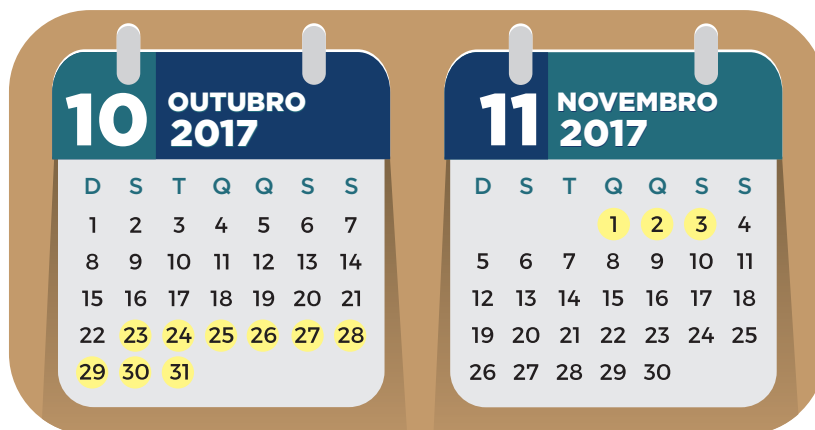 10 OUTUBRO
2017
D S T Q Q S S
1 2 3 4 5 6 7
8 9 10 11 12 13 14
15 16 17 18 19 20 21
22 23 24 25 26 27 28
29 30 31
11 NOVEMBRO
2017
D S T Q Q S S
1 2 3 4
5 6 7 8 9 10 11
12 13 14 15 16 17 18
19 20 21 22 23 24 25
26 27 28 29 30